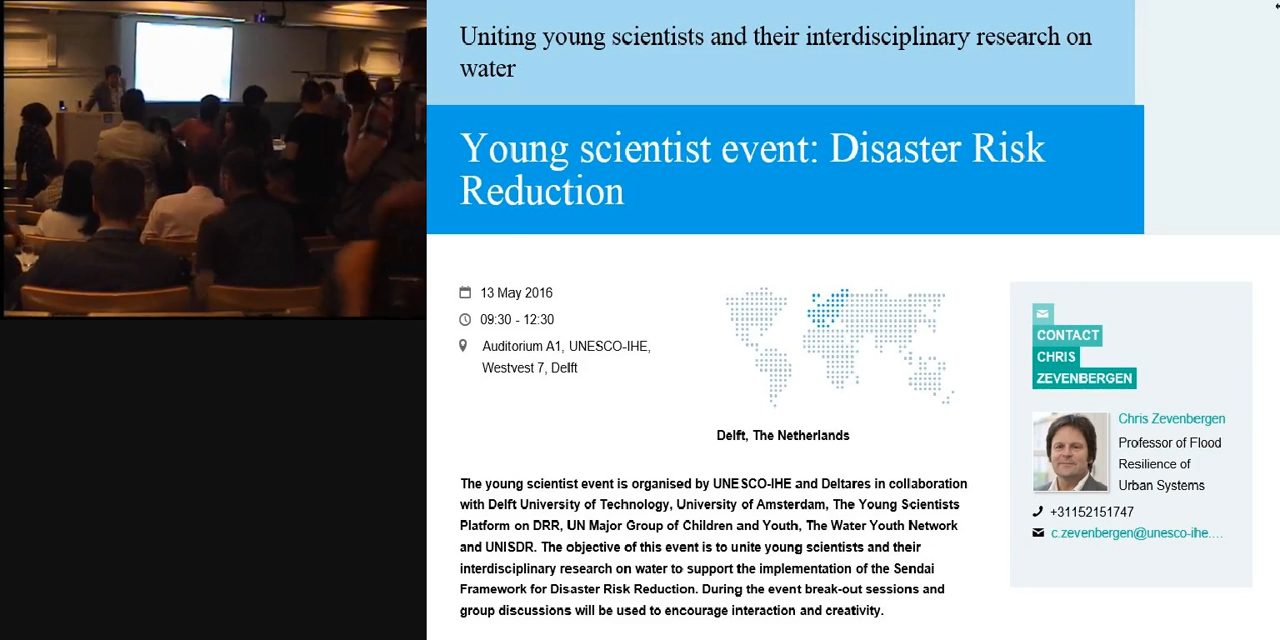 Uniting young scientists and their interdisciplinary research on
water
Young scientist event: Disaster Risk
Reduction
13 May 2016
09:30 - 12:30
Auditorium A1, UNESCO-IHE,
Westvest 7, Delft
Delft, The Netherlands
The young scientist event is organised by UNESCO-IHE and Deltares in collaboration
with Delft University of Technology, University of Amsterdam, The Young Scientists
Platform on DRR, UN Major Group of Children and Youth, The Water Youth Network
and UNISDR. The objective of this event is to unite young scientists and their
interdisciplinary research on water to support the implementation of the Sendai
Framework for Disaster Risk Reduction. During the event break-out sessions and
group discussions will be used to encourage interaction and creativity.
CONTACT
CHRIS
ZEVENBERGEN
Chris Zevenbergen
Professor of Flood
Resilience of
Urban Systems
+31152151747
c.zevenbergen@unesco-ihe....